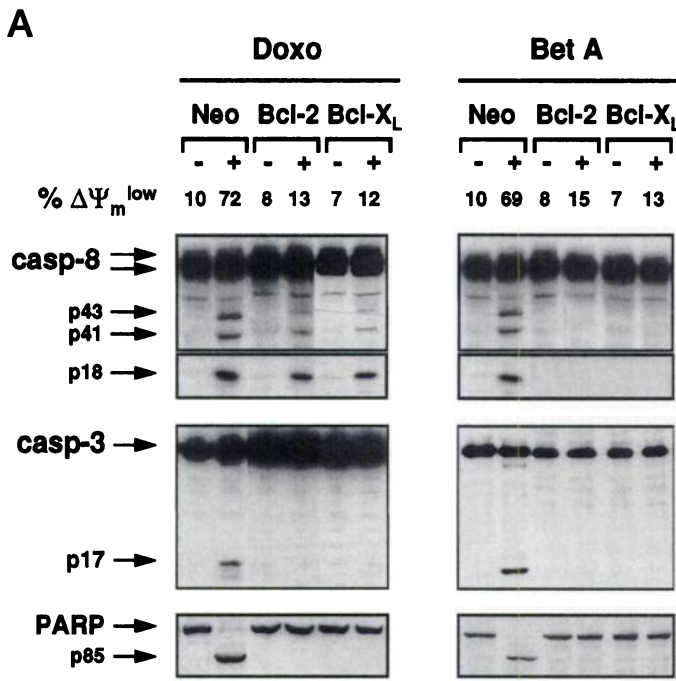 A
Doxo Bet A
Neo Bcl-2 Bcl-XL Neo Bcl-2 Bcl-XL
- + - + - + - + - + - +
% ΔΨm low 10 72 8 13 7 12 10 69 8 15 7 13
casp-8
p43
p41
p18
casp-3
p17
PARP
p85